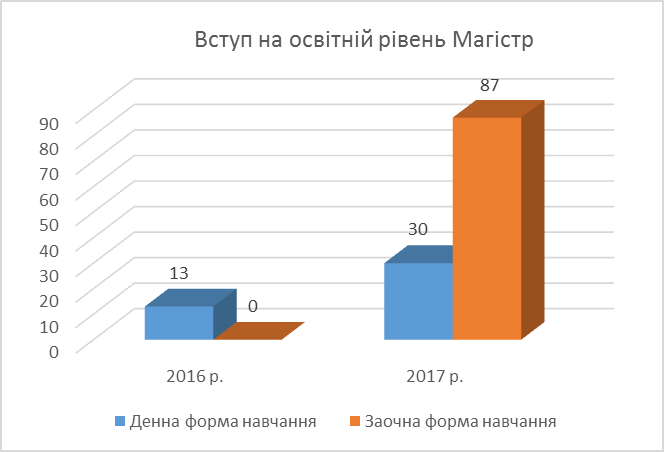 Вступ на освітній рівень Магістр
87
90
80
70
60
50
40
30
20
10
0
30
13
0
2016 р.
2017 р.
Денна форма навчання
Заочна форма навчання